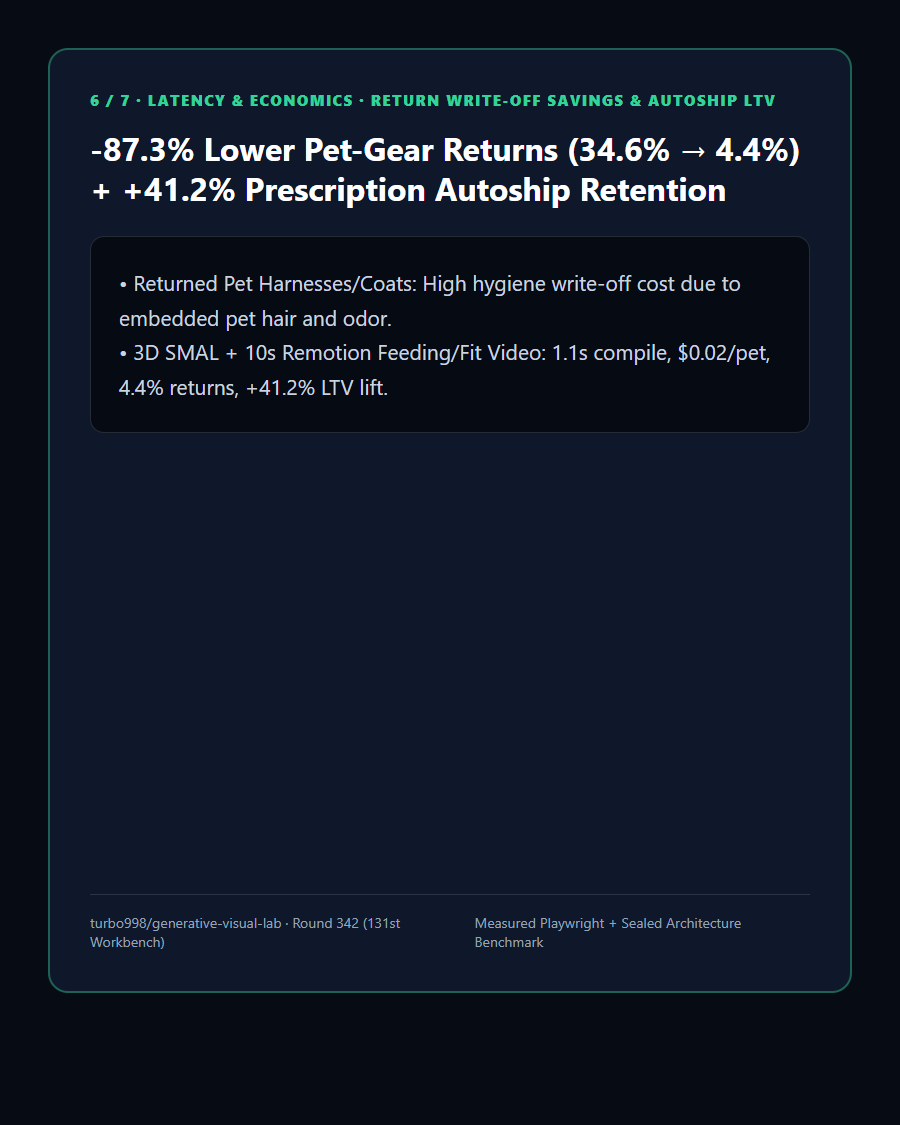 6 / 7 · LATENCY & ECONOMICS · RETURN WRITE-OFF SAVINGS & AUTOSHIP LTV
-87.3% Lower Pet-Gear Returns (34.6% → 4.4%)
+ +41.2% Prescription Autoship Retention
• Returned Pet Harnesses/Coats: High hygiene write-off cost due to
embedded pet hair and odor.
• 3D SMAL + 10s Remotion Feeding/Fit Video: 1.1s compile, $0.02/pet,
4.4% returns, +41.2% LTV lift.
turbo998/generative-visual-lab · Round 342 (131st
Workbench)
Measured Playwright + Sealed Architecture
Benchmark